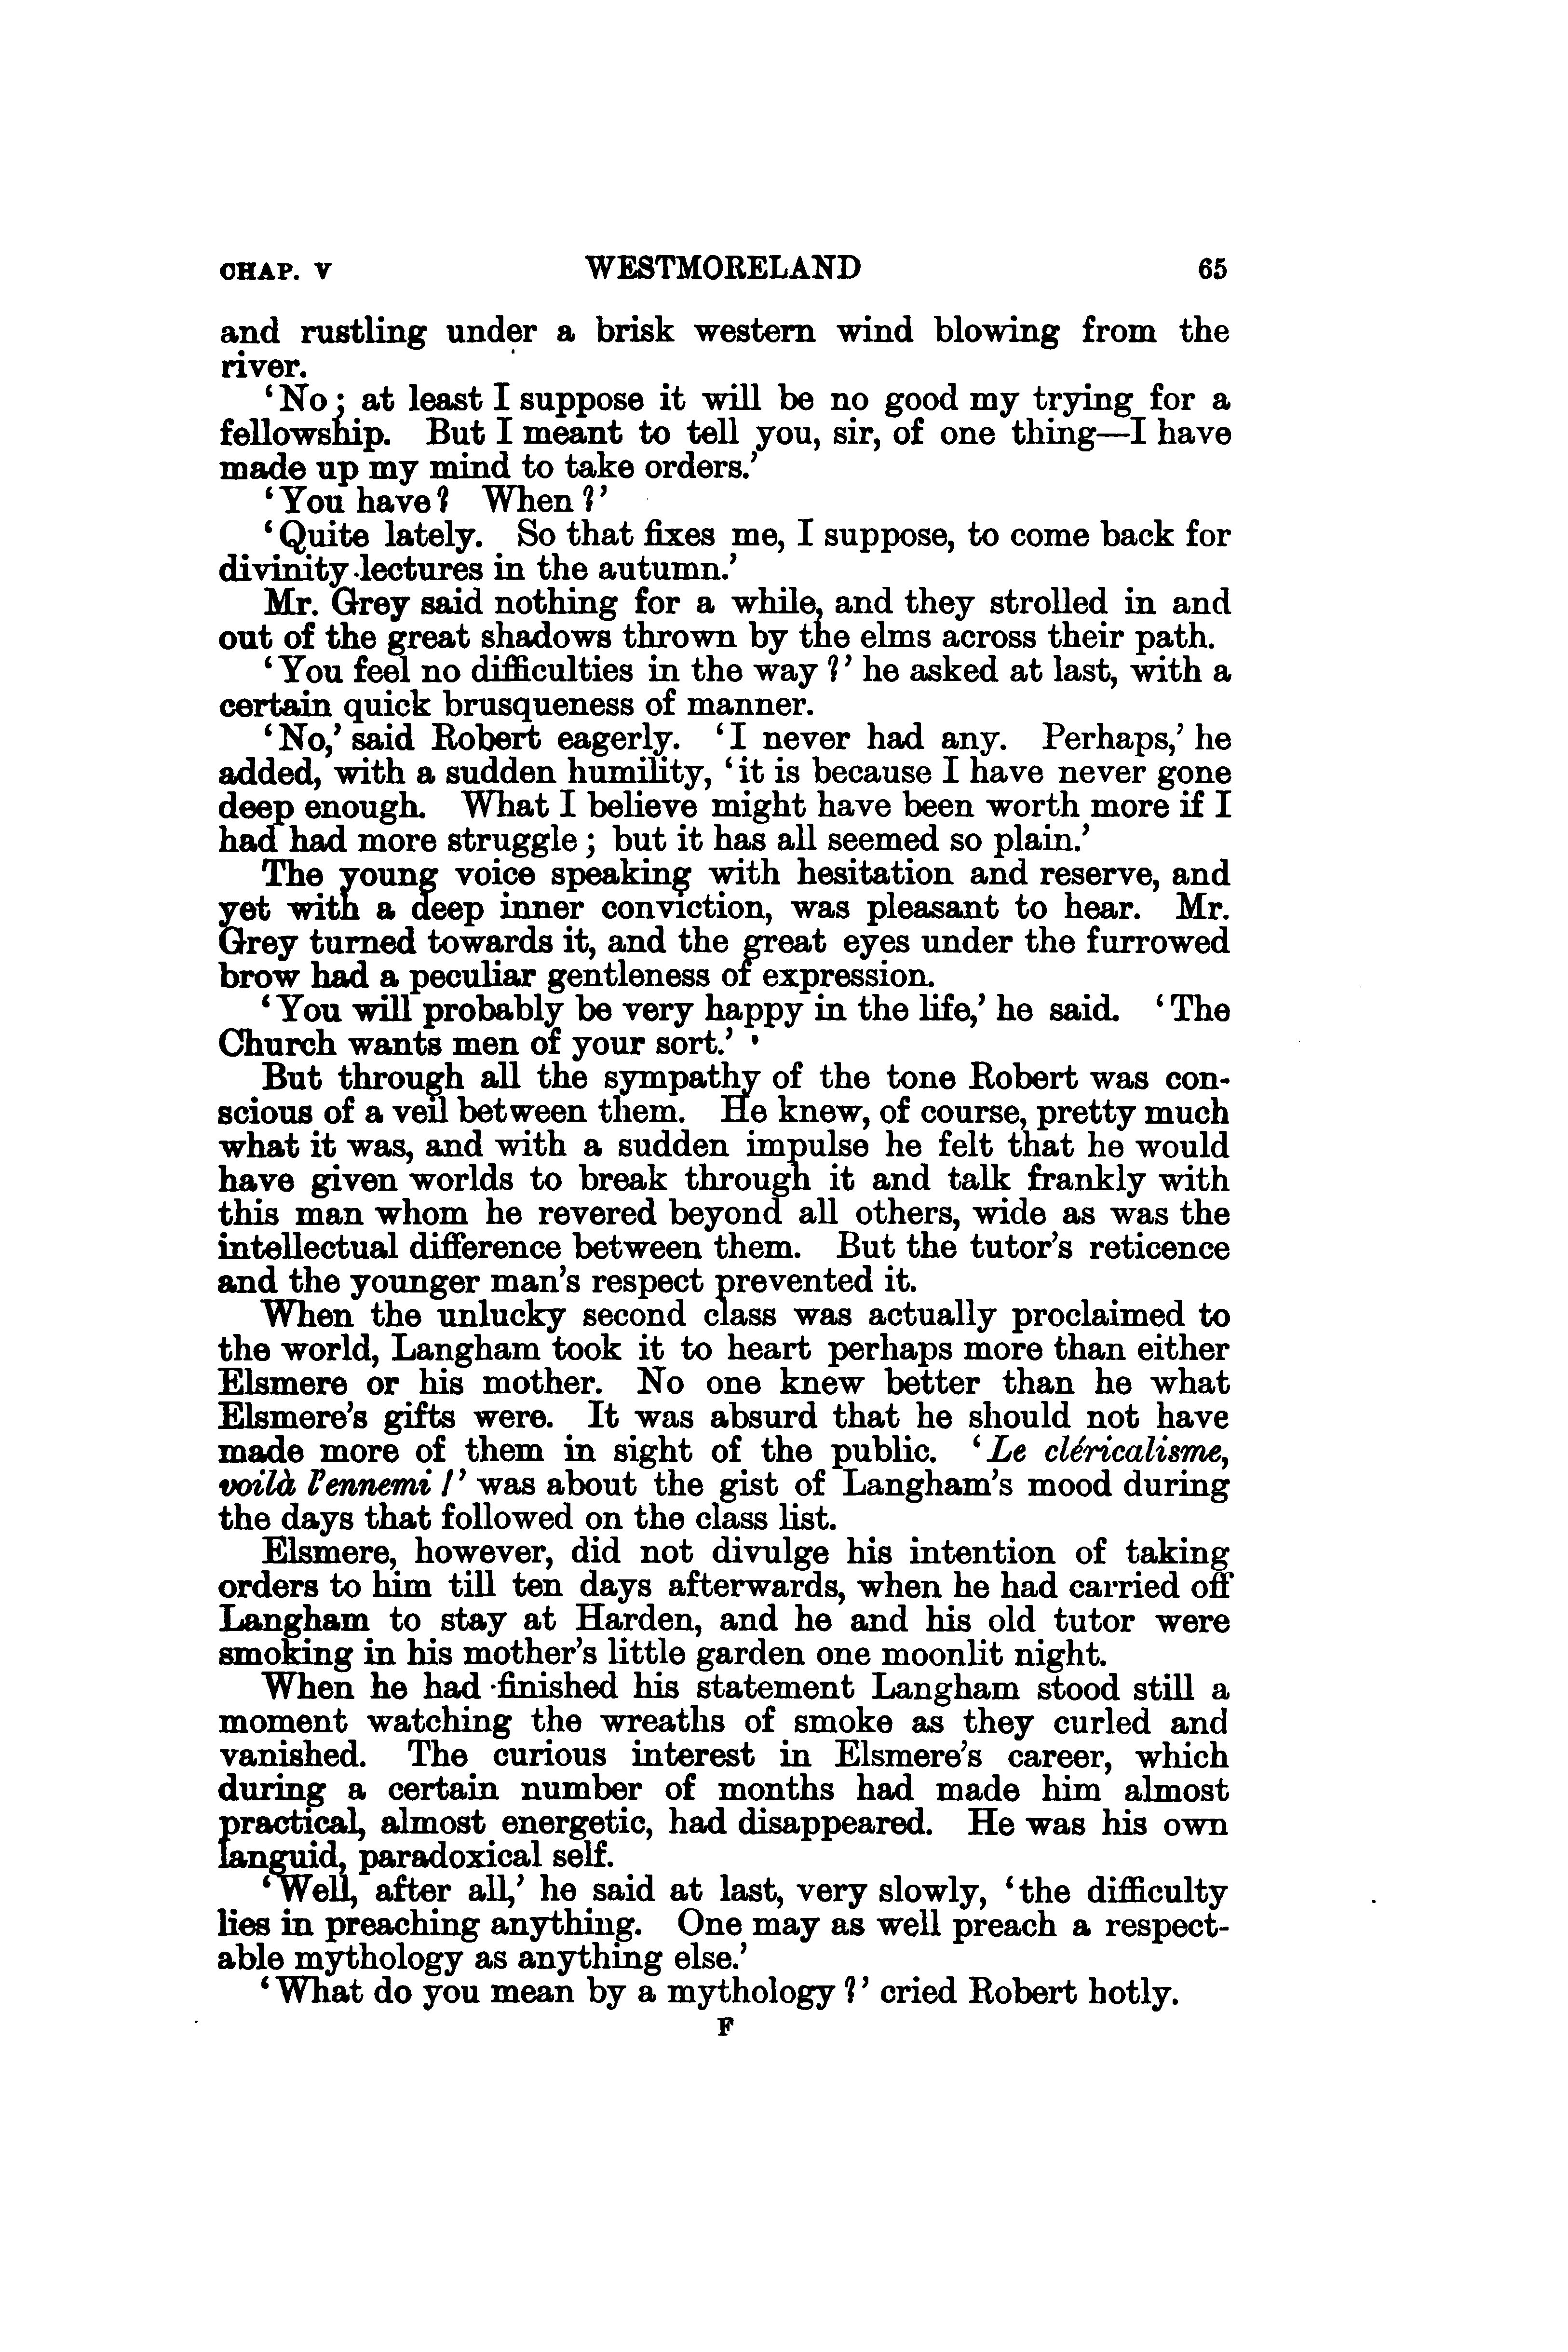 CHAP. V WESTMORELAND 65
and rustling under a brisk western wind blowing from the
river.
‘No; at least I suppose it will be no good my trying for a
fellowship. But I meant to tell you, sir, of one thing—I have
made up my mind to take orders.’
‘You have? When?’
‘Quite lately. So that fixes me, I suppose, to come back for
divinity lectures in the autumn.’
Mr. Grey said nothing for a while, and they strolled in and
out of the great shadows thrown by the elms across their path.
‘You feel no difficulties in the way?’ he asked at last, with a
certain quick brusqueness of manner.
‘No,’ said Robert eagerly. ‘I never had any. Perhaps,’ he
added, with a sudden humility, ‘it is because I have never gone
deep enough. What I believe might have been worth more if I
had had more struggle; but it has all seemed so plain.’
The young voice speaking with hesitation and reserve, and
yet with a deep inner conviction, was pleasant to hear. Mr.
Grey turned towards it, and the great eyes under the furrowed
brow had a peculiar gentleness of expression.
‘You will probably be very happy in the life,’ he said. ‘The
Church wants men of your sort.’
But through all the sympathy of the tone Robert was con-
scious of a veil between them. He knew, of course, pretty much
what it was, and with a sudden impulse he felt that he would
have given worlds to break through it and talk frankly with
this man whom he revered beyond all others, wide as was the
intellectual difference between them. But the tutor’s reticence
and the younger man’s respect prevented it.
When the unlucky second class was actually proclaimed to
the world, Langham took it to heart perhaps more than either
Elsmere or his mother. No one knew better than he what
Elsmere’s gifts were. It was absurd that he should not have
made more of them in sight of the public. ‘Le cléricalisme,
voilà l’ennemi!’ was about the gist of Langham’s mood during
the days that followed on the class list.
Elsmere, however, did not divulge his intention of taking
orders to him till ten days afterwards, when he had carried off
Langham to stay at Harden, and he and his old tutor were
smoking in his mother’s little garden one moonlit night.
When he had finished his statement Langham stood still a
moment watching the wreaths of smoke as they curled and
vanished. The curious interest in Elsmere’s career, which
during a certain number of months had made him almost
practical, almost energetic, had disappeared. He was his own
languid, paradoxical self.
‘Well, after all,’ he said at last, very slowly, ‘the difficulty
lies in preaching anything. One may as well preach a respect-
able mythology as anything else.’
‘What do you mean by a mythology?’ cried Robert hotly.
F